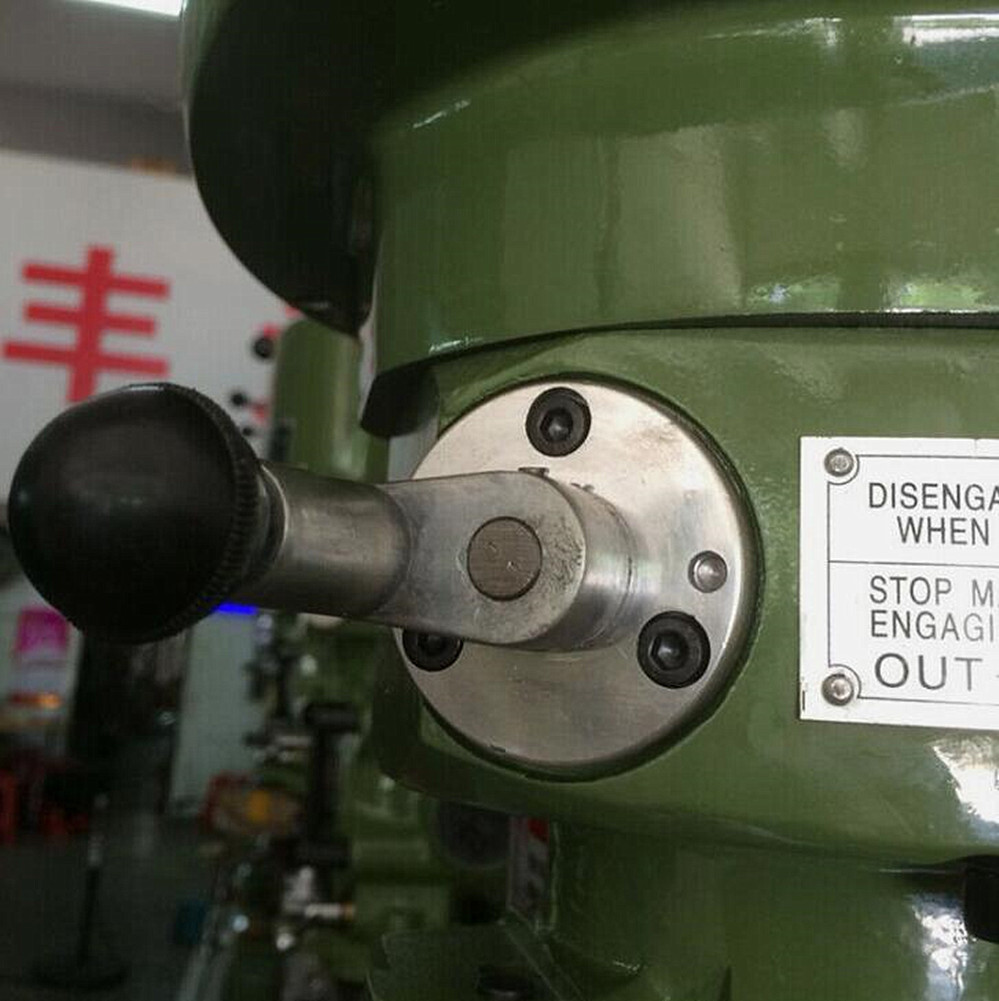 丰
DISENGA
WHEN
STOP M
ENGAGI
OUT-